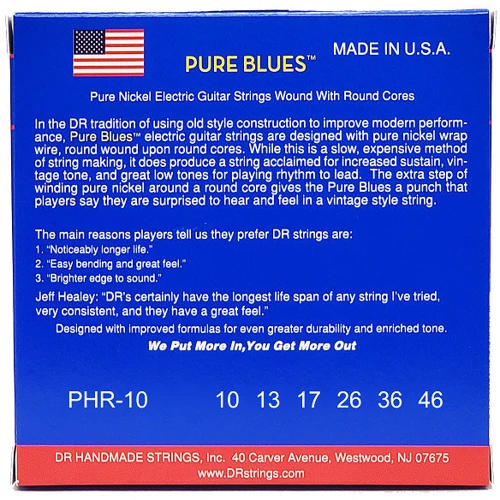 PURE BLUES™
MADE IN U.S.A.
Pure Nickel Electric Guitar Strings Wound With Round Cores
In the DR tradition of using old style construction to improve modern perform-
ance, Pure Blues™ electric guitar strings are designed with pure nickel wrap
wire, round wound upon round cores. While this is a slow, expensive method
of string making, it does produce a string acclaimed for increased sustain, vin-
tage tone, and great low tones for playing rhythm to lead. The extra step of
winding pure nickel around a round core gives the Pure Blues a punch that
players say they are surprised to hear and feel in a vintage style string.
The main reasons players tell us they prefer DR strings are:
1. “Noticeably longer life.”
2. “Easy bending and great feel.”
3. “Brighter edge to sound.”
Jeff Healey: “DR's certainly have the longest life span of any string I've tried,
very consistent, and they have a great feel.”
Designed with improved formulas for even greater durability and enriched tone.
We Put More In,You Get More Out
PHR-10 10 13 17 26 36 46
DR HANDMADE STRINGS, Inc. 40 Carver Avenue, Westwood, NJ 07675
www.DRstrings.com